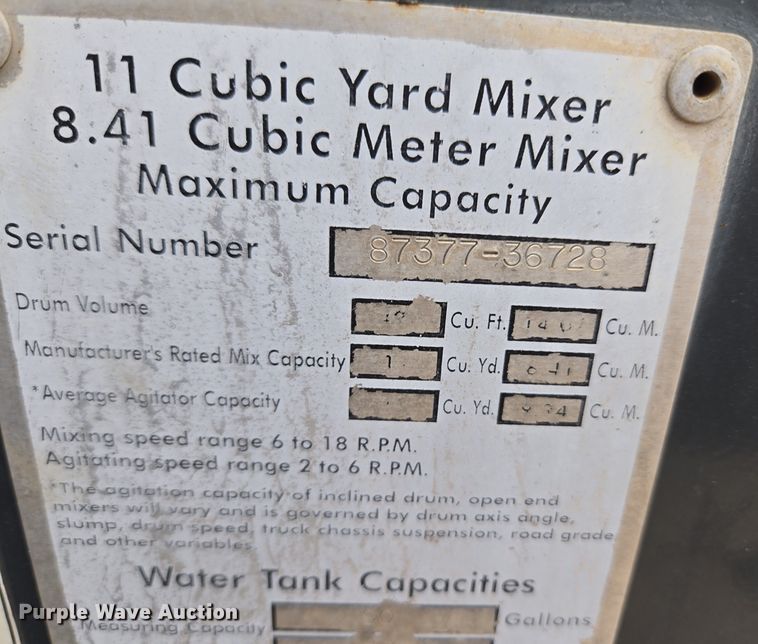 11 Cubic Yard Mixer
8.41 Cubic Meter Mixer
Maximum Capacity
Serial Number 87377-36728
Drum Volume Cu. Ft. Cu. M.
Manufacturer's Rated Mix Capacity Cu. Yd. Cu. M.
*Average Agitator Capacity Cu. Yd. Cu. M.
Mixing speed range 6 to 18 R.P.M.
Agitating speed range 2 to 6 R.P.M.
*The agitation capacity of inclined drum, open end
mixers will vary and is governed by drum axis angle,
slump, drum speed, truck chassis suspension, road grade
and other variables
Water Tank Capacities
Purple Wave Auction
Measuring Capacity Gallons